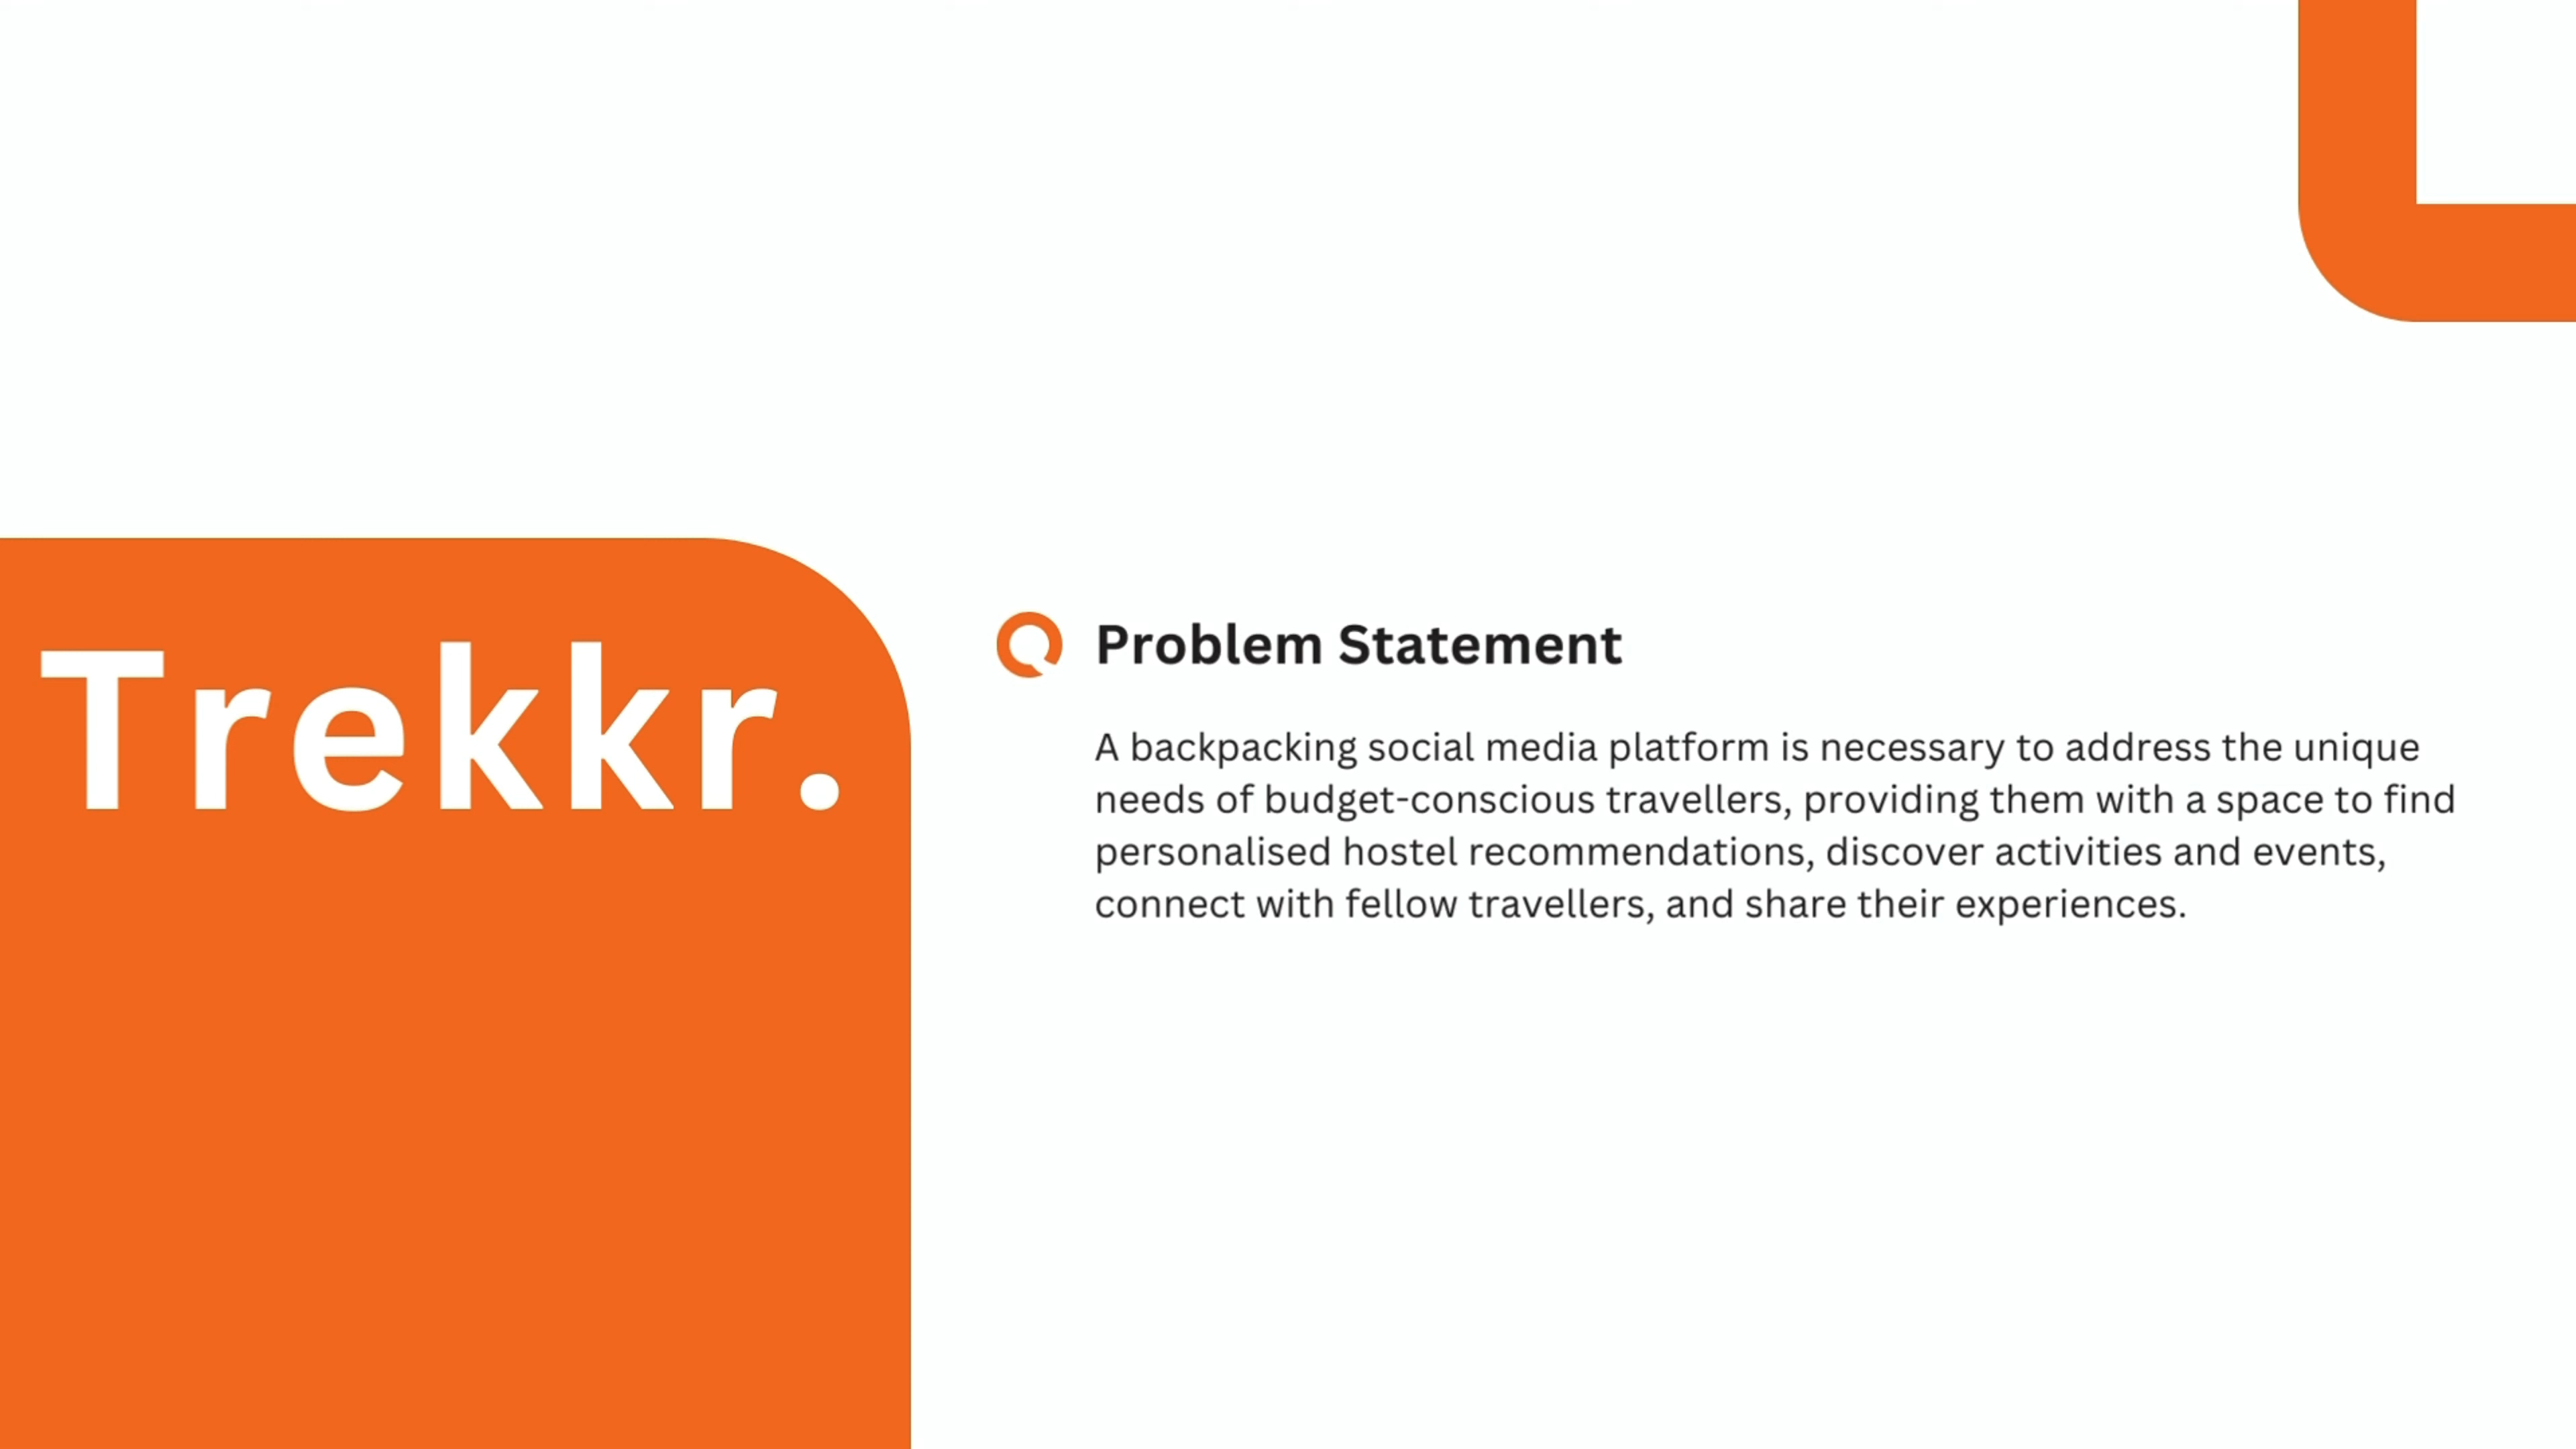 Trekkr.
Problem Statement
A backpacking social media platform is necessary to address the unique
needs of budget-conscious travellers, providing them with a space to find
personalised hostel recommendations, discover activities and events,
connect with fellow travellers, and share their experiences.